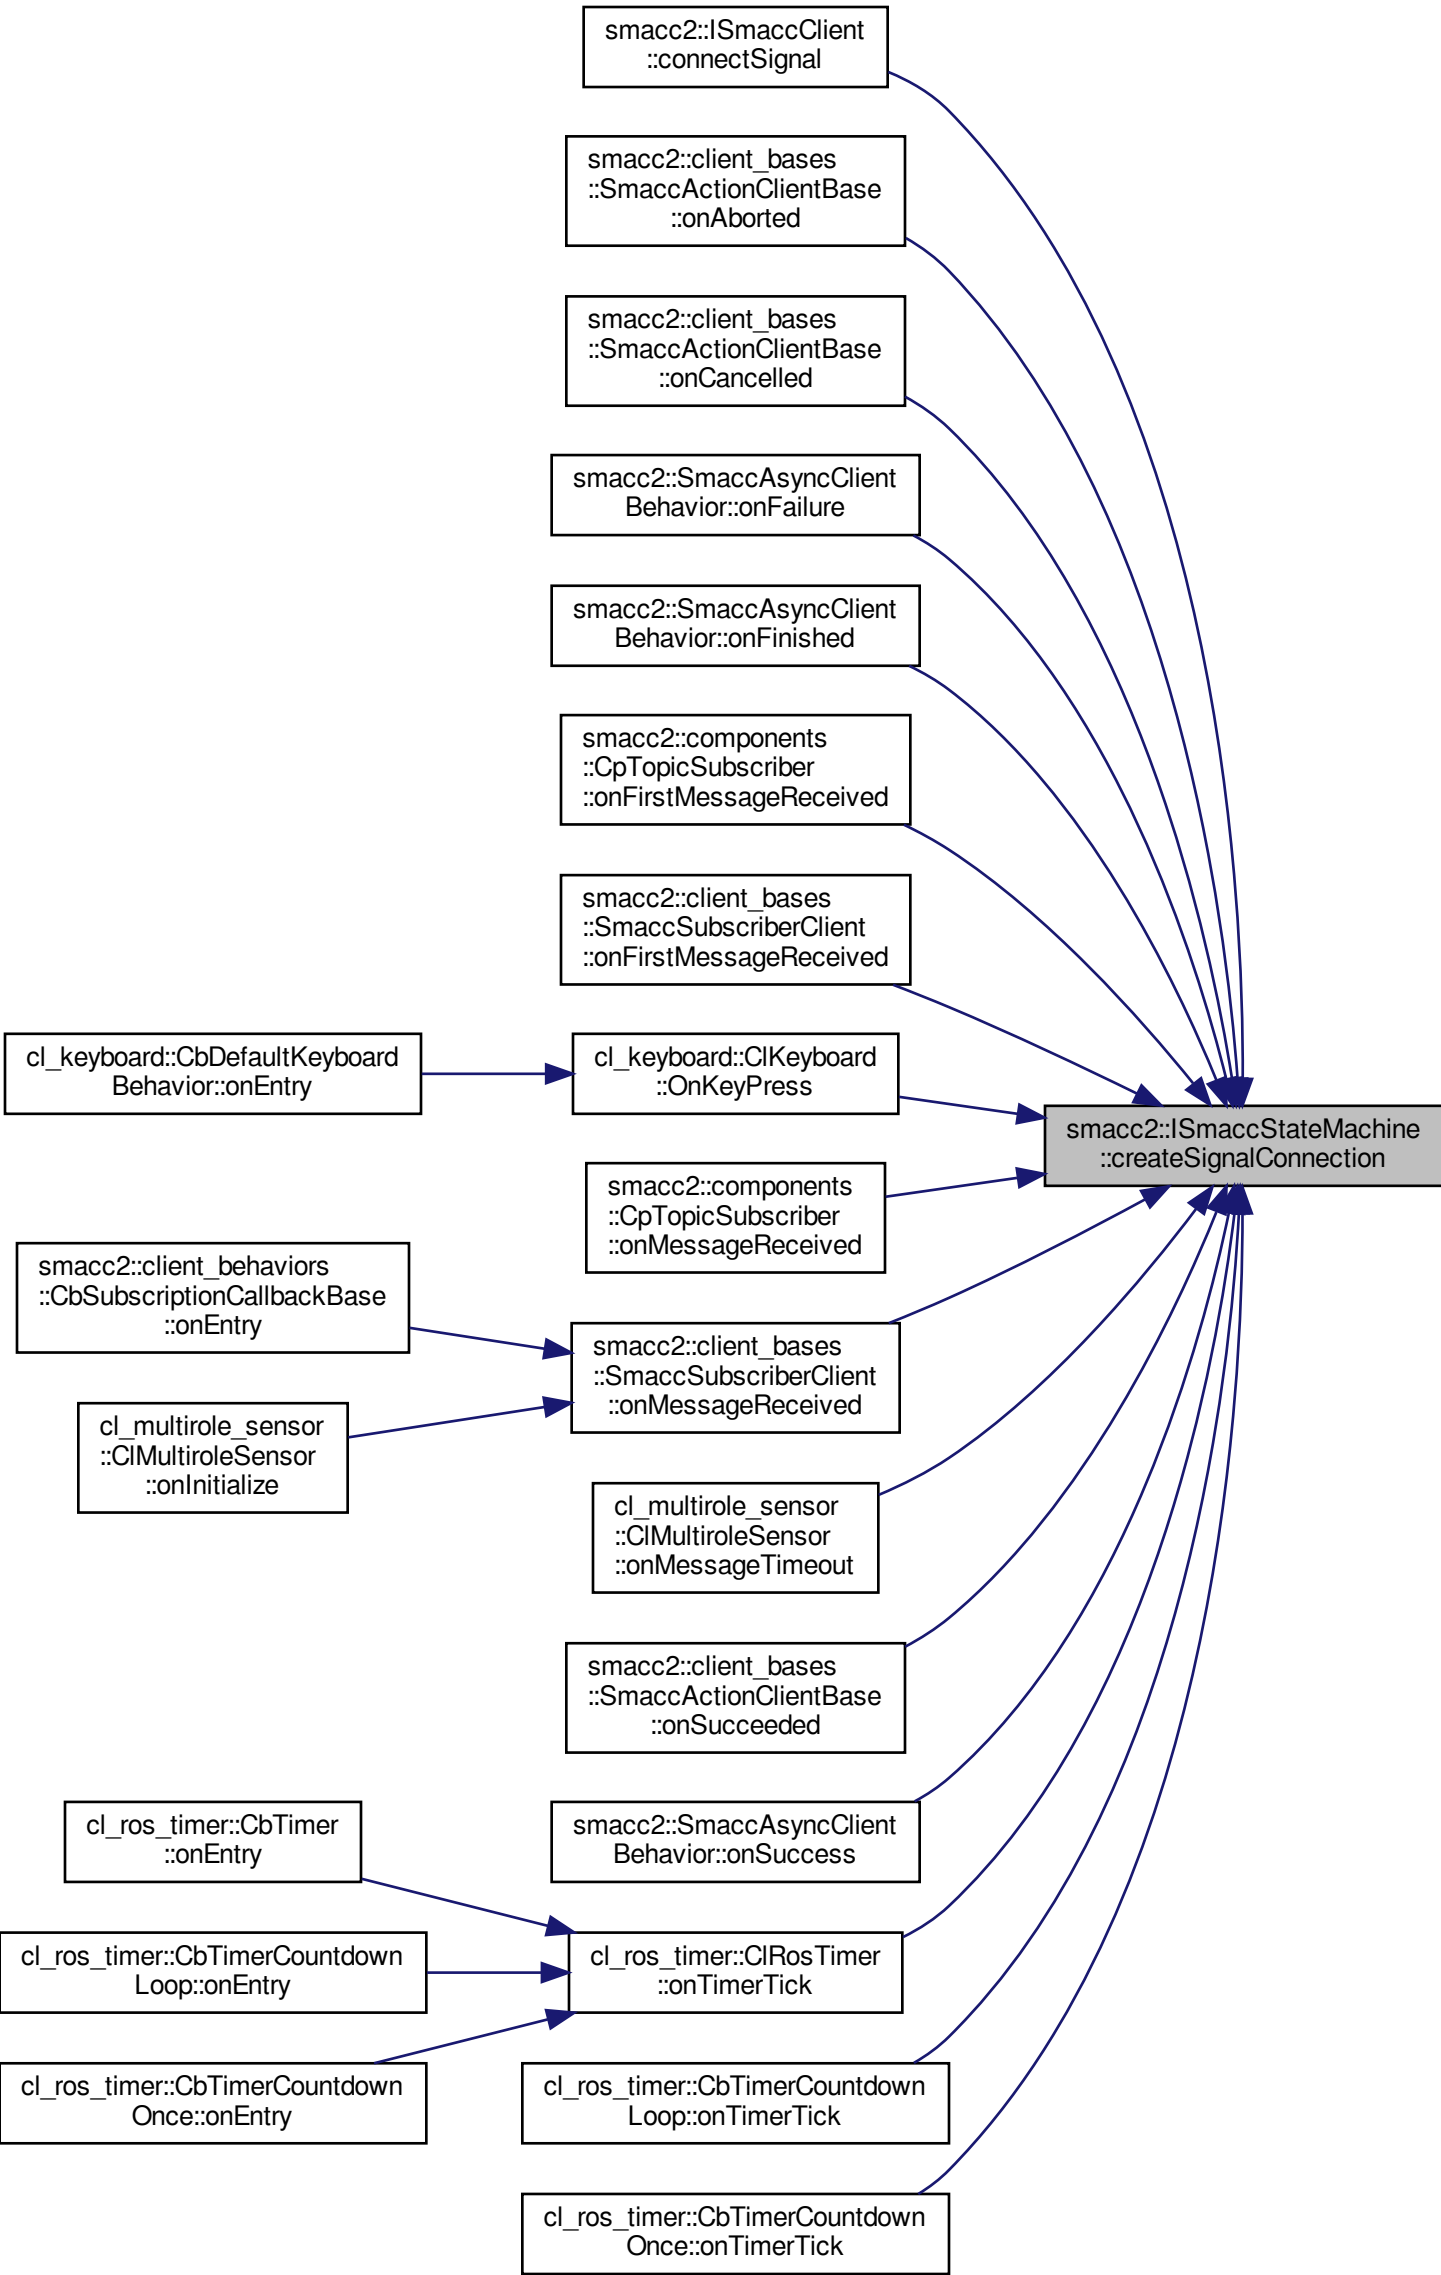 smacc2::ISmaccClient
::connectSignal
smacc2::client_bases
::SmaccActionClientBase
::onAborted
smacc2::client_bases
::SmaccActionClientBase
::onCancelled
smacc2::SmaccAsyncClient
Behavior::onFailure
smacc2::SmaccAsyncClient
Behavior::onFinished
smacc2::components
::CpTopicSubscriber
::onFirstMessageReceived
smacc2::client_bases
::SmaccSubscriberClient
::onFirstMessageReceived
cl_keyboard::CbDefaultKeyboard
Behavior::onEntry
cl_keyboard::ClKeyboard
::OnKeyPress
smacc2::ISmaccStateMachine
::createSignalConnection
smacc2::components
::CpTopicSubscriber
::onMessageReceived
smacc2::client_behaviors
::CbSubscriptionCallbackBase
::onEntry
smacc2::client_bases
::SmaccSubscriberClient
::onMessageReceived
cl_multirole_sensor
::ClMultiroleSensor
::onInitialize
cl_multirole_sensor
::ClMultiroleSensor
::onMessageTimeout
smacc2::client_bases
::SmaccActionClientBase
::onSucceeded
cl_ros_timer::CbTimer
::onEntry
smacc2::SmaccAsyncClient
Behavior::onSuccess
cl_ros_timer::CbTimerCountdown
Loop::onEntry
cl_ros_timer::ClRosTimer
::onTimerTick
cl_ros_timer::CbTimerCountdown
Once::onEntry
cl_ros_timer::CbTimerCountdown
Loop::onTimerTick
cl_ros_timer::CbTimerCountdown
Once::onTimerTick